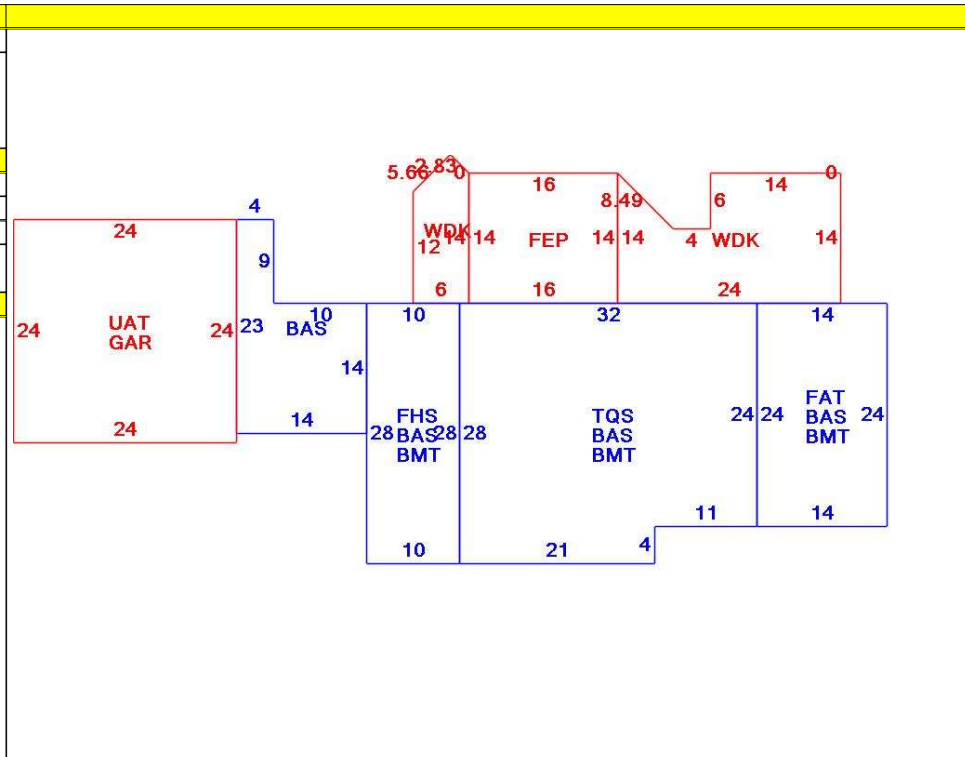 5.66 2.83 0
16
14 0
8.49 6
4
24
9
WDK
12 14 14
FEP
14 14
4 WDK
14
6
16
24
24 UAT 24 23
GAR
10
BAS
10
32
14
14
24
14
28 FHS 28 28
BAS
BMT
TQS
BAS
BMT
24 24
FAT
BAS
BMT
24
11
14
4
10
21